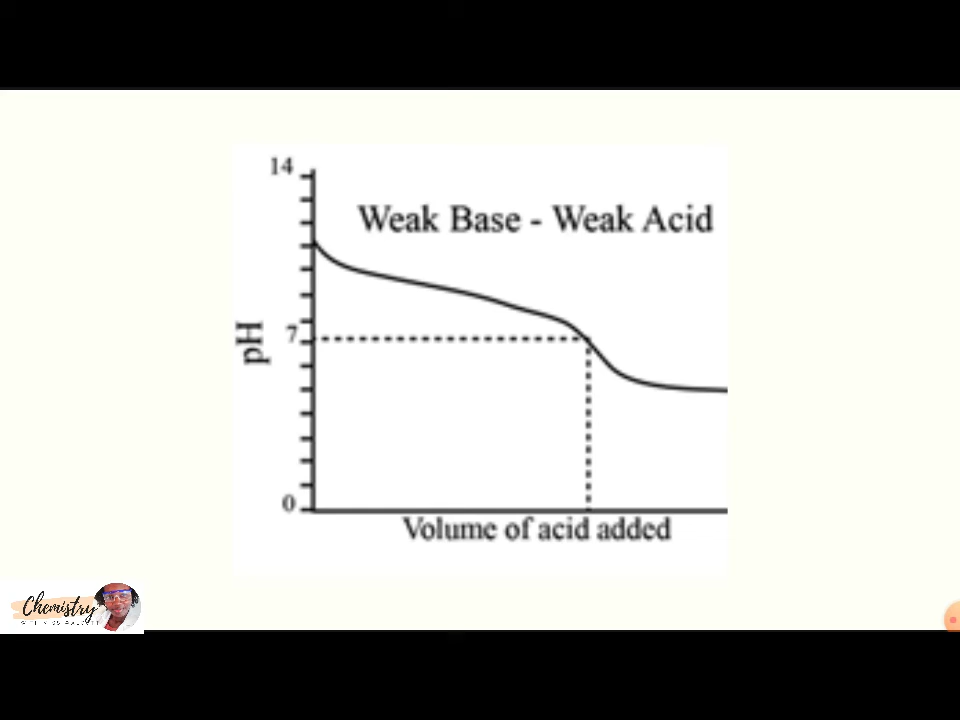 14
Weak Base - Weak Acid
pH
7
0
Volume of acid added
Chemistry